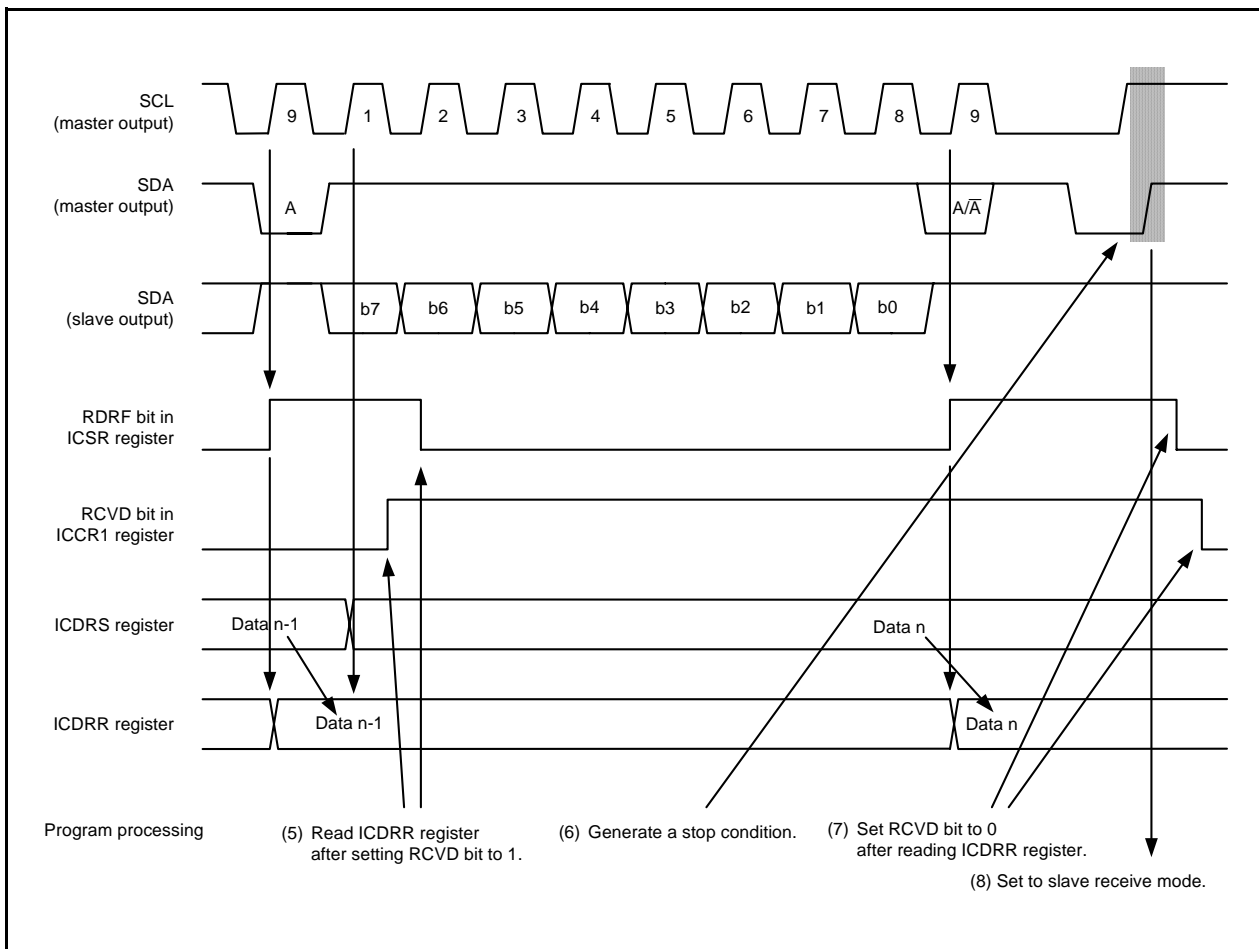 SCL
(master output)
9 1 2 3 4 5 6 7 8 9
SDA
(master output)
A A/A̅
SDA
(slave output)
b7 b6 b5 b4 b3 b2 b1 b0
RDRF bit in
ICSR register
RCVD bit in
ICCR1 register
ICDRS register
Data n-1 Data n
ICDRR register
Data n-1 Data n
Program processing
(5) Read ICDRR register
after setting RCVD bit to 1.
(6) Generate a stop condition.
(7) Set RCVD bit to 0
after reading ICDRR register.
(8) Set to slave receive mode.